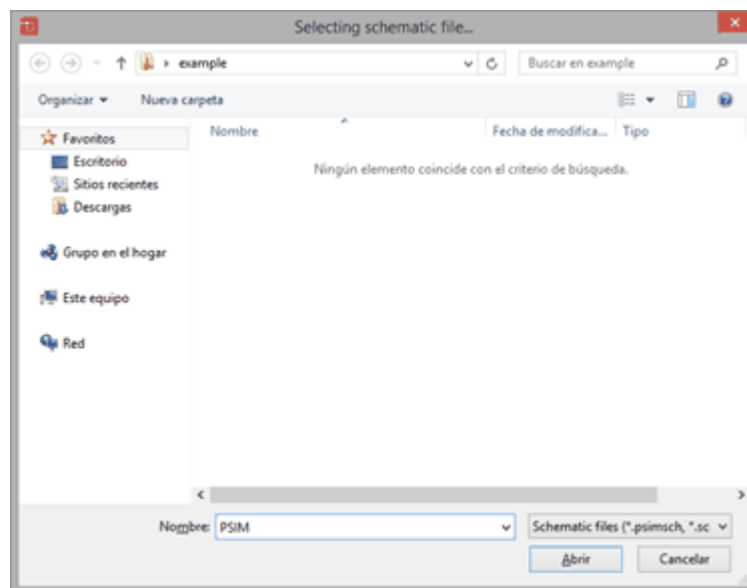 Selecting schematic file...
example
Buscar en example
Organizar
Nueva carpeta
Favoritos
Escritorio
Sitios recientes
Descargas
Grupo en el hogar
Este equipo
Red
Nombre
Fecha de modifica...
Tipo
Ningún elemento coincide con el criterio de búsqueda.
Nombre: PSIM
Schematic files (*.psimsch, *.sc
Abrir
Cancelar